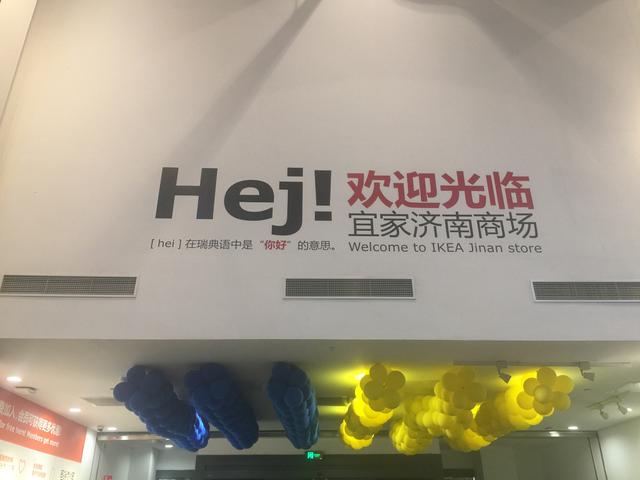 Hej! 欢迎光临
宜家济南商场
[ hei ] 在瑞典语中是“你好”的意思。 Welcome to IKEA Jinan store